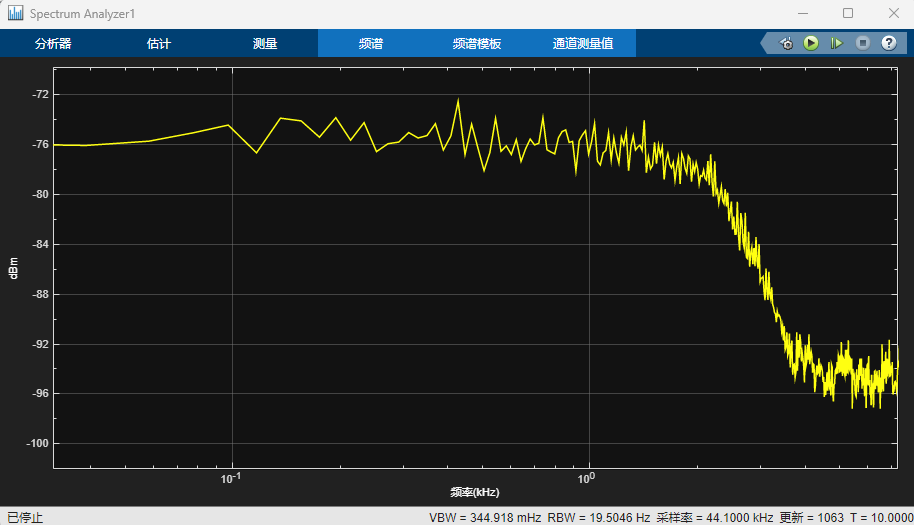 Spectrum Analyzer1
分析器 估计 测量 频谱 频谱模板 通道测量值
-72
-76
-80
-84
-88
-92
-96
-100
dBm
10-1 100
频率(kHz)
已停止 VBW = 344.918 mHz RBW = 19.5046 Hz 采样率 = 44.1000 kHz 更新 = 1063 T = 10.0000